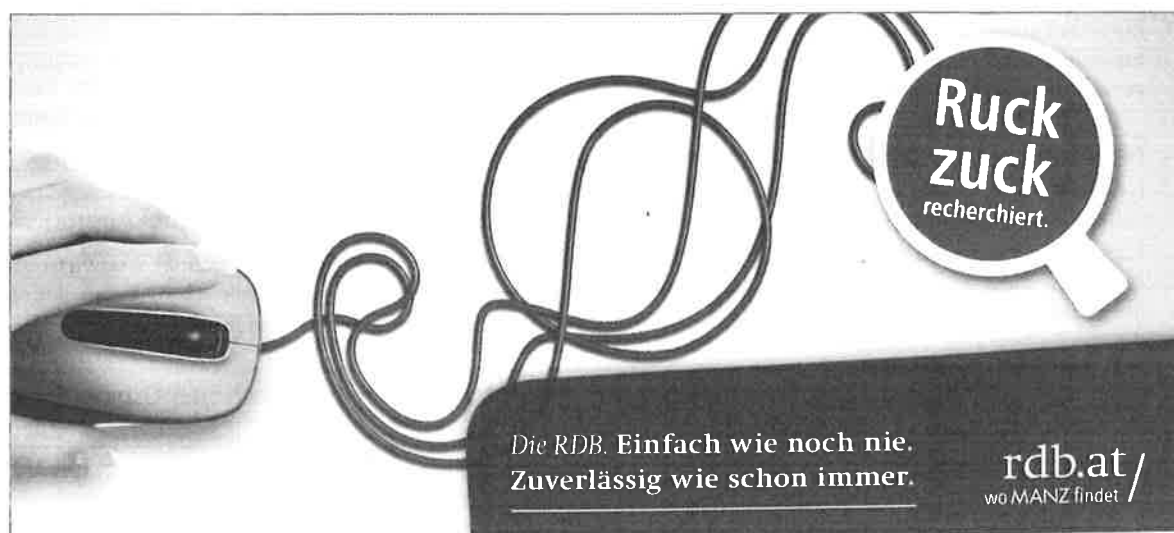 Ruck
zuck
recherchiert.
Die RDB. Einfach wie noch nie.
Zuverlässig wie schon immer.
rdb.at/
wo MANZ findet